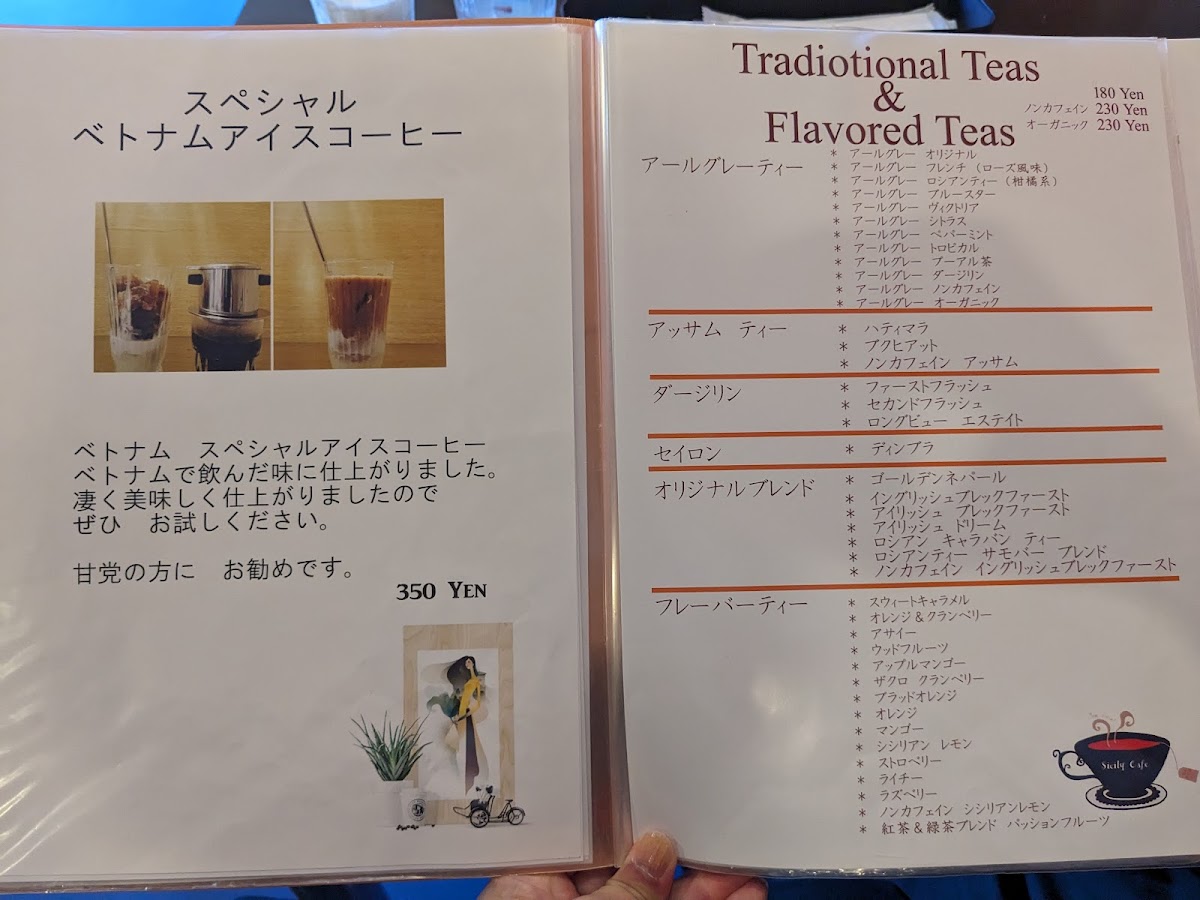 スペシャル
ベトナムアイスコーヒー
ベトナム　スペシャルアイスコーヒー
ベトナムで飲んだ味に仕上がりました。
凄く美味しく仕上がりましたので
ぜひ　お試しください。
甘党の方に　お勧めです。
350 YEN
Tradiotional Teas
&
Flavored Teas
180 Yen
ノンカフェイン 230 Yen
オーガニック 230 Yen
アールグレーティー
* アールグレー オリジナル
* アールグレー フレンチ (ローズ風味)
* アールグレー ロシアンティー (柑橘系)
* アールグレー ブルースター
* アールグレー ヴィクトリア
* アールグレー シトラス
* アールグレー ペパーミント
* アールグレー トロピカル
* アールグレー プーアル茶
* アールグレー ダージリン
* アールグレー ノンカフェイン
* アールグレー オーガニック
アッサム ティー
* ハティマラ
* ブクヒアット
* ノンカフェイン アッサム
ダージリン
* ファーストフラッシュ
* セカンドフラッシュ
* ロングビュー エステイト
セイロン
* ディンブラ
オリジナルブレンド
* ゴールデンネパール
* イングリッシュブレックファースト
* アイリッシュ ブレックファースト
* アイリッシュ ドリーム
* ロシアン キャラバン ティー
* ロシアンティー サモバー ブレンド
* ノンカフェイン イングリッシュブレックファースト
フレーバーティー
* スウィートキャラメル
* オレンジ&クランベリー
* アサイー
* ウッドフルーツ
* アップルマンゴー
* ザクロ クランベリー
* ブラッドオレンジ
* オレンジ
* マンゴー
* シシリアン レモン
* ストロベリー
* ライチー
* ラズベリー
* ノンカフェイン シシリアンレモン
* 紅茶&緑茶ブレンド パッションフルーツ
Sicily Cafe